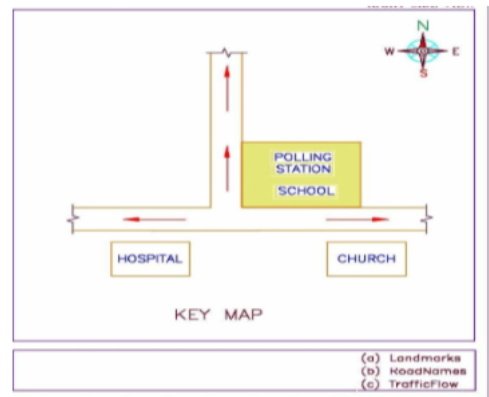 N
W E
S
POLLING
STATION
SCHOOL
HOSPITAL
CHURCH
KEY MAP
(a) Landmarks
(b) RoadNames
(c) TrafficFlow